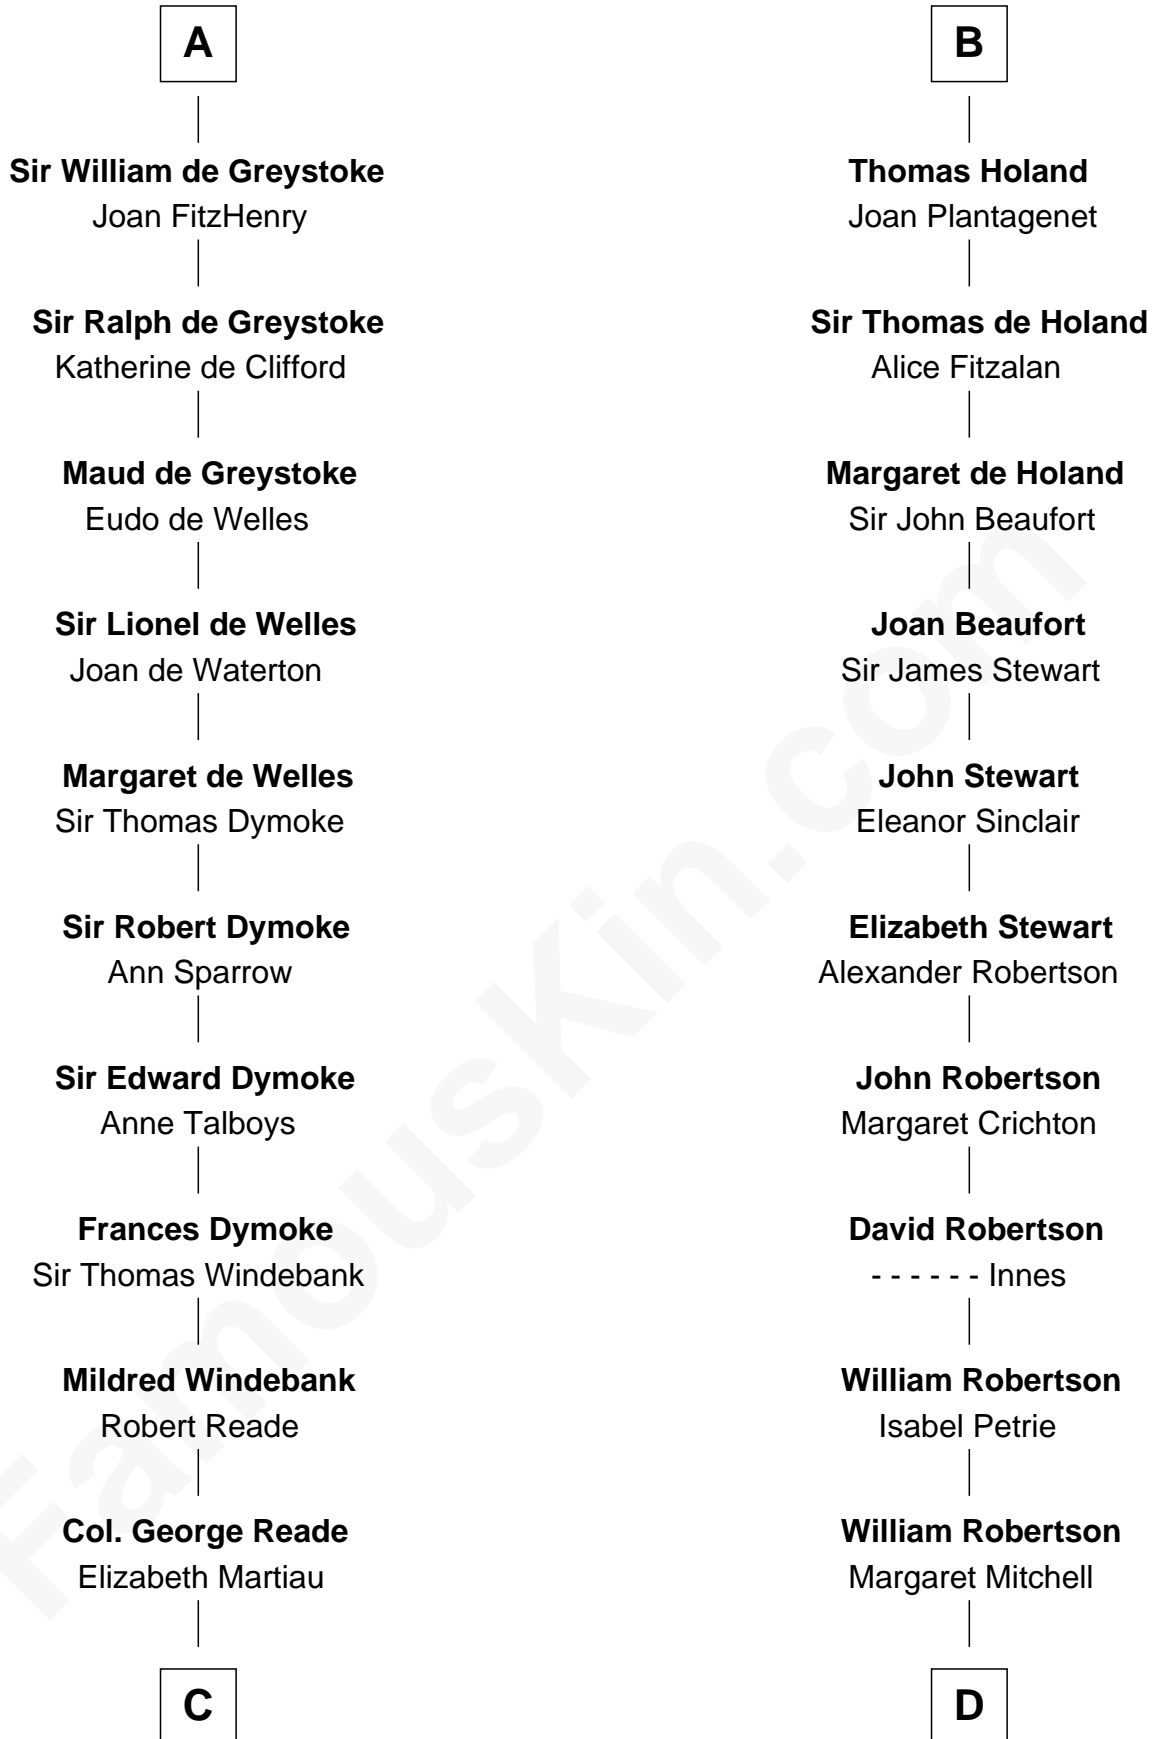 A
Sir William de Greystoke
Joan FitzHenry
Sir Ralph de Greystoke
Katherine de Clifford
Maud de Greystoke
Eudo de Welles
Sir Lionel de Welles
Joan de Waterton
Margaret de Welles
Sir Thomas Dymoke
Sir Robert Dymoke
Ann Sparrow
Sir Edward Dymoke
Anne Talboys
Frances Dymoke
Sir Thomas Windebank
Mildred Windebank
Robert Reade
Col. George Reade
Elizabeth Martiau
C
B
Thomas Holand
Joan Plantagenet
Sir Thomas de Holand
Alice Fitzalan
Margaret de Holand
Sir John Beaufort
Joan Beaufort
Sir James Stewart
John Stewart
Eleanor Sinclair
Elizabeth Stewart
Alexander Robertson
John Robertson
Margaret Crichton
David Robertson
- - - - - - Innes
William Robertson
Isabel Petrie
William Robertson
Margaret Mitchell
D
FamousKin.com